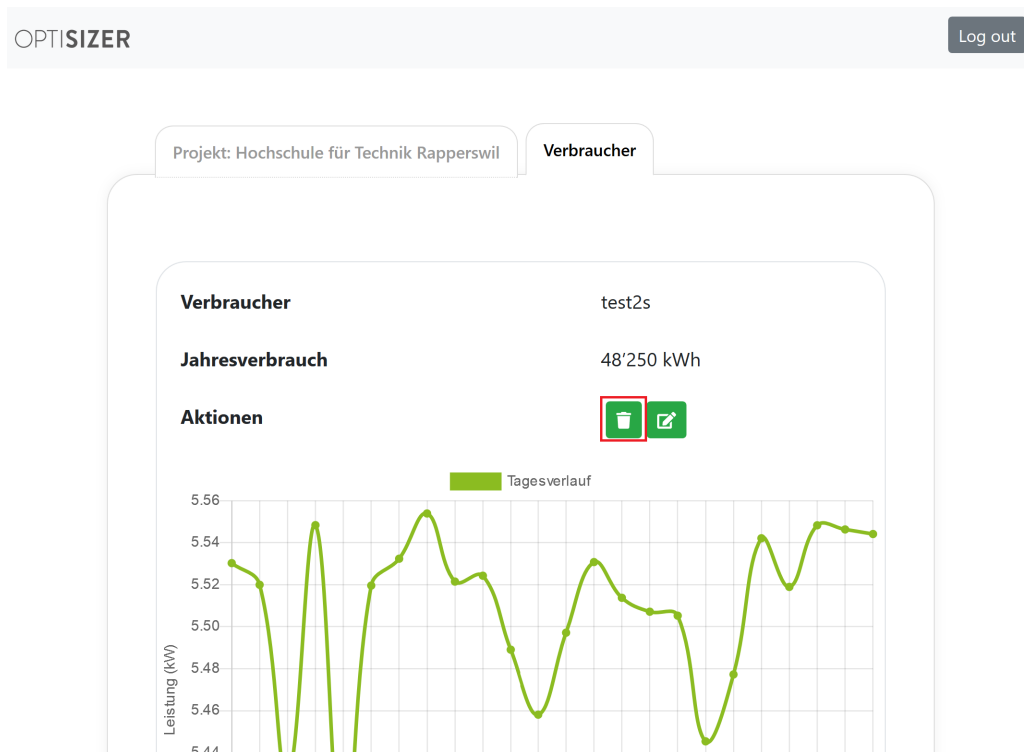 OPTISIZER
Log out
Projekt: Hochschule für Technik Rapperswil
Verbraucher
Verbraucher
test2s
Jahresverbrauch
48’250 kWh
Aktionen
Tagesverlauf
5.56
5.54
5.52
5.50
5.48
5.46
5.44
Leistung (kW)